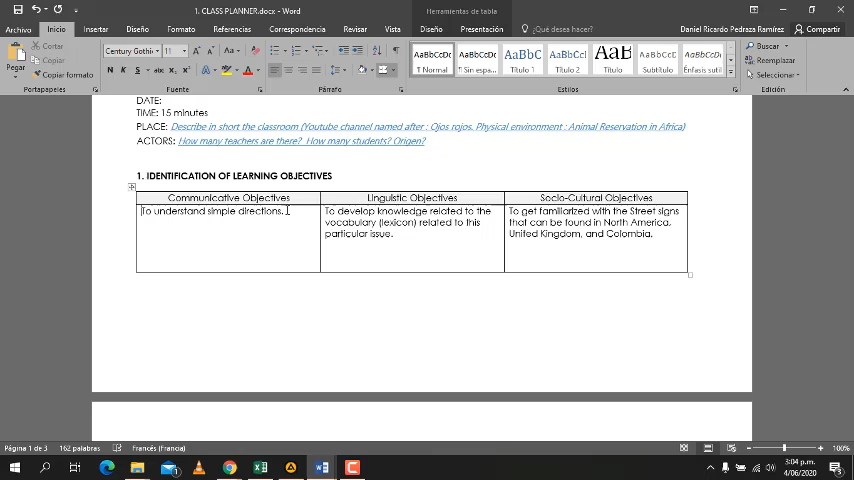 1. CLASS PLANNER.docx - Word
Herramientas de tabla
Archivo Inicio Insertar Diseño Formato Referencias Correspondencia Revisar Vista Diseño Presentación ¿Qué desea hacer? Daniel Ricardo Pedraza Ramírez Compartir
Pegar
Cortar
Copiar
Copiar formato
Portapapeles
Century Gothic 11
N K S
Fuente
Párrafo
AaBbCcDc AaBbCcDc AaBbC AaBbCcl AaB AaBbCcC AaBbCcDc
¶ Normal ¶ Sin espa... Título 1 Título 2 Título Subtítulo Énfasis sutil
Estilos
Buscar
Reemplazar
Seleccionar
Edición
DATE:
TIME: 15 minutes
PLACE: Describe in short the classroom (Youtube channel named after : Ojos rojos. Physical environment : Animal Reservation in Africa)
ACTORS: How many teachers are there? How many students? Origen?
1. IDENTIFICATION OF LEARNING OBJECTIVES
Communicative Objectives
Linguistic Objectives
Socio-Cultural Objectives
To understand simple directions.
To develop knowledge related to the
vocabulary (lexicon) related to this
particular issue.
To get familiarized with the Street signs
that can be found in North America,
United Kingdom, and Colombia.
Página 1 de 3 162 palabras Francés (Francia) 100%
3:04 p.m.
4/06/2020